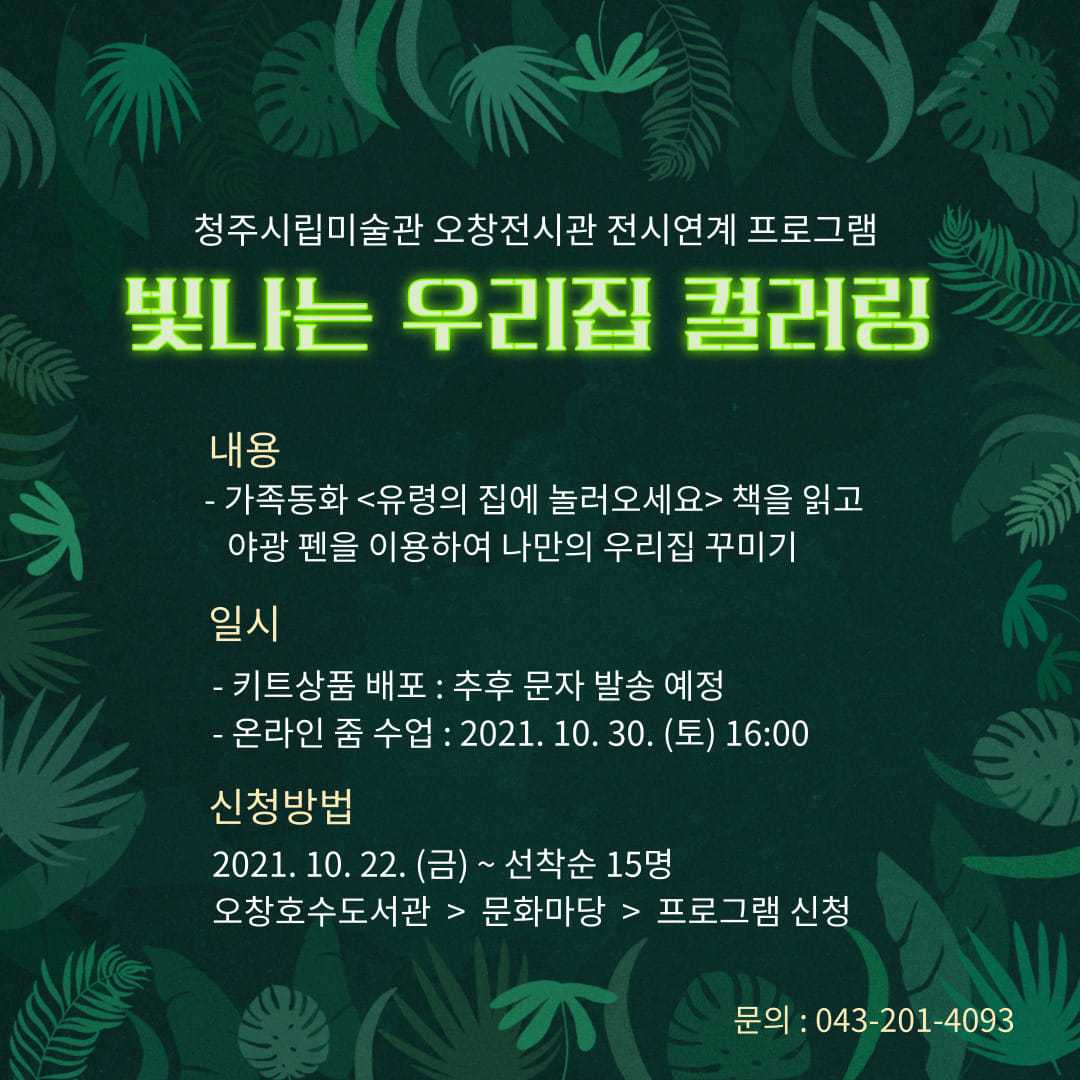 청주시립미술관 오창전시관 전시연계 프로그램
빛나는 우리집 컬러링
내용
- 가족동화 <유령의 집에 놀러오세요> 책을 읽고
야광 펜을 이용하여 나만의 우리집 꾸미기
일시
- 키트상품 배포 : 추후 문자 발송 예정
- 온라인 줌 수업 : 2021. 10. 30. (토) 16:00
신청방법
2021. 10. 22. (금) ~ 선착순 15명
오창호수도서관 > 문화마당 > 프로그램 신청
문의 : 043-201-4093